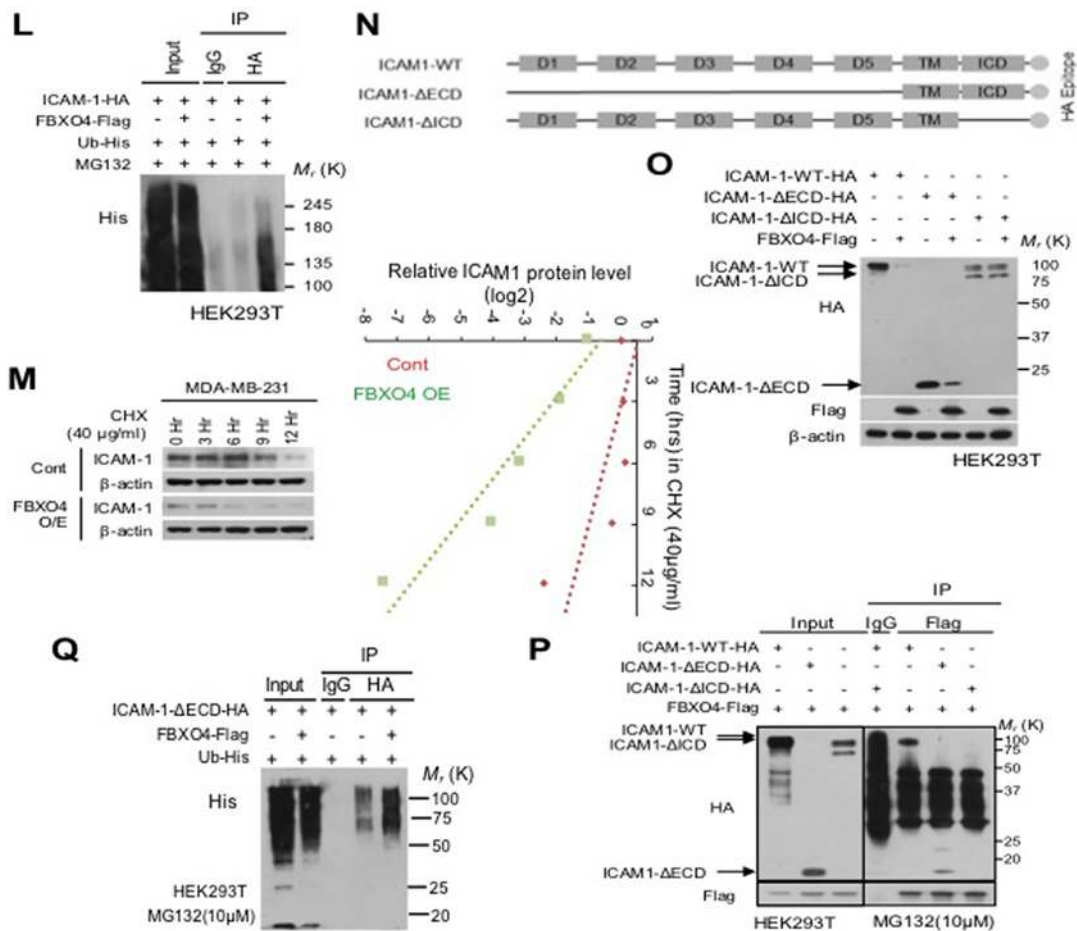 L
IP
Input
IgG
HA
ICAM-1-HA + + + + +
FBXO4-Flag - + - - +
Ub-His + + + + +
MG132 + + + + +
Mr (K)
His
245
180
135
100
HEK293T
N
ICAM1-WT D1 D2 D3 D4 D5 TM ICD
ICAM1-ΔECD TM ICD
ICAM1-ΔICD D1 D2 D3 D4 D5 TM
HA Epitope
O
ICAM-1-WT-HA + + - - - -
ICAM-1-ΔECD-HA - - + + - -
ICAM-1-ΔICD-HA - - - - + +
FBXO4-Flag - + - + - +
Mr (K)
ICAM-1-WT
ICAM-1-ΔICD
HA
100
75
50
37
25
ICAM-1-ΔECD
Flag
β-actin
HEK293T
M
MDA-MB-231
CHX
(40 µg/ml)
0 Hr
3 Hr
6 Hr
9 Hr
12 Hr
Cont
ICAM-1
β-actin
FBXO4
O/E
ICAM-1
β-actin
Relative ICAM1 protein level
(log2)
-8 -7 -6 -5 -4 -3 -2 -1 0 1
0
3
6
9
12
Cont
FBXO4 OE
Time (hrs) in CHX (40µg/ml)
Q
IP
Input
IgG
HA
ICAM-1-ΔECD-HA + + + + +
FBXO4-Flag - + - - +
Ub-His + + + + +
Mr (K)
His
100
75
50
25
20
HEK293T
MG132(10µM)
P
IP
Input
IgG
Flag
ICAM-1-WT-HA + - - + + - -
ICAM-1-ΔECD-HA - + - - - + -
ICAM-1-ΔICD-HA - - + + - - +
FBXO4-Flag + + + + + + +
Mr (K)
ICAM1-WT
ICAM1-ΔICD
HA
100
75
50
37
25
20
ICAM1-ΔECD
Flag
HEK293T
MG132(10µM)